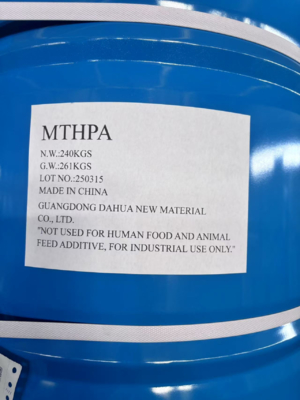 MTHPA
N.W.:240KGS
G.W.:261KGS
LOT NO.:250315
MADE IN CHINA
GUANGDONG DAHUA NEW MATERIAL
CO., LTD.
"NOT USED FOR HUMAN FOOD AND ANIMAL
FEED ADDITIVE, FOR INDUSTRIAL USE ONLY."